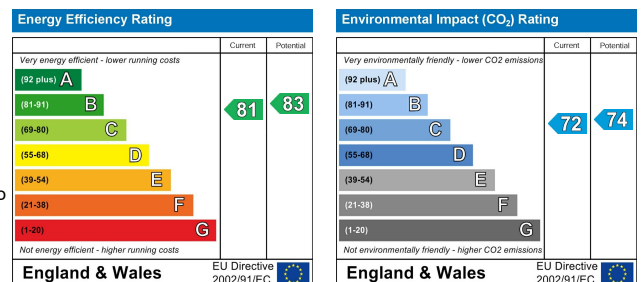 Energy Efficiency Rating
Current Potential
Very energy efficient - lower running costs
(92 plus) A
(81-91) B
(69-80) C
(55-68) D
(39-54) E
(21-38) F
(1-20) G
81 83
Not energy efficient - higher running costs
England & Wales
EU Directive
2002/91/EC
Environmental Impact (CO₂) Rating
Current Potential
Very environmentally friendly - lower CO2 emissions
(92 plus) A
(81-91) B
(69-80) C
(55-68) D
(39-54) E
(21-38) F
(1-20) G
72 74
Not environmentally friendly - higher CO2 emissions
England & Wales
EU Directive
2002/91/EC